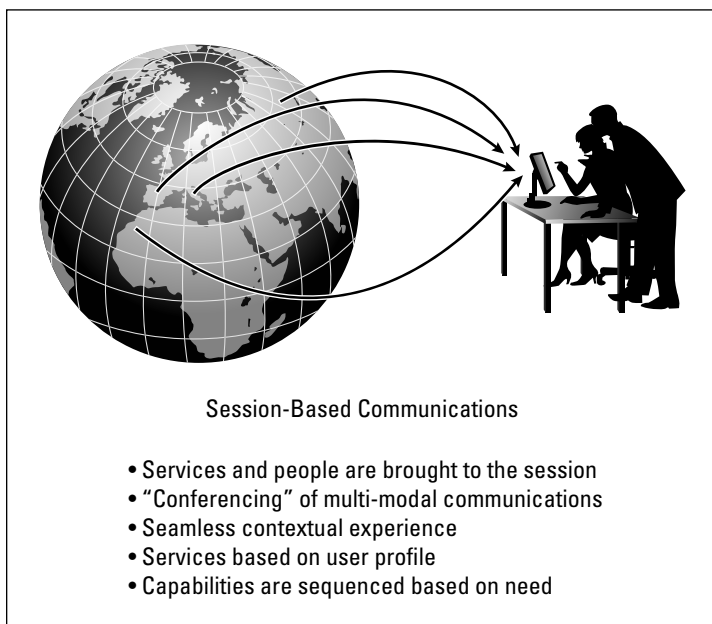 Session-Based Communications
• Services and people are brought to the session
• “Conferencing” of multi-modal communications
• Seamless contextual experience
• Services based on user profile
• Capabilities are sequenced based on need